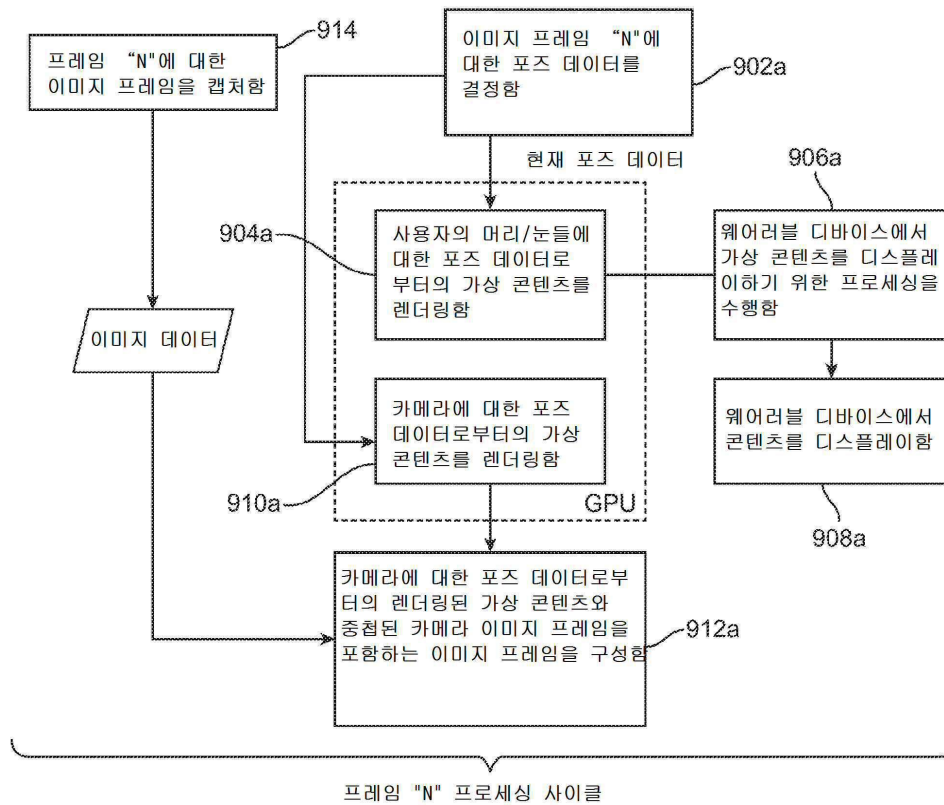 914
프레임 “N"에 대한
이미지 프레임을 캡처함
이미지 프레임 “N"에
대한 포즈 데이터를
결정함
902a
현재 포즈 데이터
904a
사용자의 머리/눈들에
대한 포즈 데이터로
부터의 가상 콘텐츠를
렌더링함
906a
웨어러블 디바이스에서
가상 콘텐츠를 디스플레
이하기 위한 프로세싱을
수행함
이미지 데이터
카메라에 대한 포즈
데이터로부터의 가상
콘텐츠를 렌더링함
910a
GPU
웨어러블 디바이스에서
콘텐츠를 디스플레이함
908a
카메라에 대한 포즈 데이터로부
터의 렌더링된 가상 콘텐츠와
중첩된 카메라 이미지 프레임을
포함하는 이미지 프레임을 구성함
912a
프레임 "N" 프로세싱 사이클